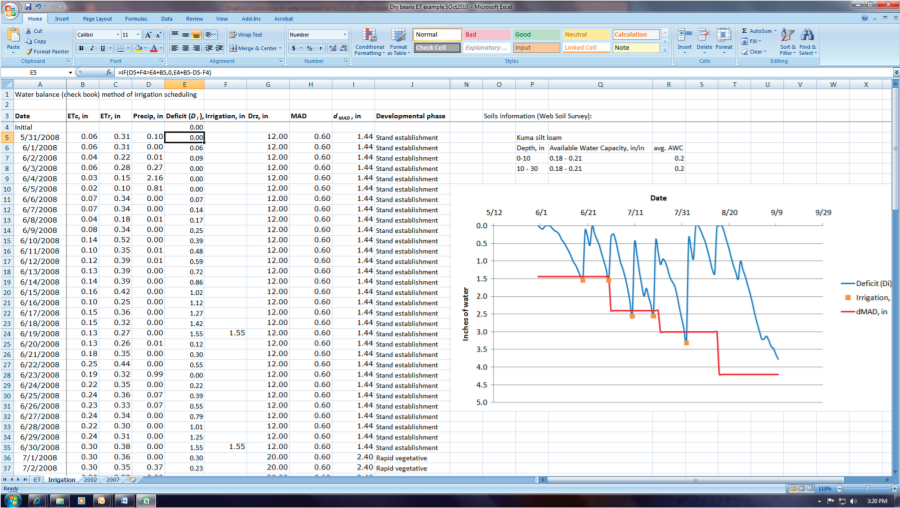 Dry beans ET example.5Oct2010 - Microsoft Excel
Home Insert Page Layout Formulas Data Review View Add-Ins Acrobat
Cut
Copy
Format Painter
Paste
Clipboard
Calibri 11
Font
Wrap Text
Merge & Center
Alignment
Number
Number
Conditional Formatting
Format as Table
Normal Bad Good Neutral Calculation
Check Cell Explanatory ... Input Linked Cell Note
Styles
Insert Delete Format
Cells
AutoSum
Fill
Clear
Sort & Filter
Find & Select
Editing
E5 fx =IF(D5+F4>E4+B5,0,E4+B5-D5-F4)
A B C D E F G H I J N O P Q R S T U V W X
1 Water balance (check book) method of irrigation scheduling
2
3 Date ETc, in ETr, in Precip, in Deficit (D i), Irrigation, in Drz, in MAD d MAD, in Developmental phase Soils information (Web Soil Survey):
4 Initial 0.00
5 5/31/2008 0.06 0.31 0.10 0.00 12.00 0.60 1.44 Stand establishment Kuma silt loam
6 6/1/2008 0.06 0.31 0.00 0.06 12.00 0.60 1.44 Stand establishment Depth, in Available Water Capacity, in/in avg. AWC
7 6/2/2008 0.04 0.22 0.01 0.09 12.00 0.60 1.44 Stand establishment 0-10 0.18 - 0.21 0.2
8 6/3/2008 0.06 0.28 0.27 0.00 12.00 0.60 1.44 Stand establishment 10 - 30 0.18 - 0.21 0.2
9 6/4/2008 0.03 0.15 2.16 0.00 12.00 0.60 1.44 Stand establishment
10 6/5/2008 0.02 0.10 0.81 0.00 12.00 0.60 1.44 Stand establishment
11 6/6/2008 0.07 0.34 0.00 0.07 12.00 0.60 1.44 Stand establishment
12 6/7/2008 0.07 0.34 0.00 0.14 12.00 0.60 1.44 Stand establishment
13 6/8/2008 0.04 0.18 0.01 0.17 12.00 0.60 1.44 Stand establishment
14 6/9/2008 0.08 0.34 0.00 0.25 12.00 0.60 1.44 Stand establishment
15 6/10/2008 0.14 0.52 0.00 0.39 12.00 0.60 1.44 Stand establishment
16 6/11/2008 0.10 0.35 0.01 0.48 12.00 0.60 1.44 Stand establishment
17 6/12/2008 0.12 0.39 0.01 0.59 12.00 0.60 1.44 Stand establishment
18 6/13/2008 0.13 0.39 0.00 0.72 12.00 0.60 1.44 Stand establishment
19 6/14/2008 0.14 0.39 0.00 0.86 12.00 0.60 1.44 Stand establishment
20 6/15/2008 0.16 0.42 0.00 1.02 12.00 0.60 1.44 Stand establishment
21 6/16/2008 0.10 0.25 0.00 1.12 12.00 0.60 1.44 Stand establishment
22 6/17/2008 0.15 0.36 0.00 1.27 12.00 0.60 1.44 Stand establishment
23 6/18/2008 0.15 0.32 0.00 1.42 12.00 0.60 1.44 Stand establishment
24 6/19/2008 0.13 0.27 0.00 1.55 1.55 12.00 0.60 1.44 Stand establishment
25 6/20/2008 0.13 0.26 0.01 0.12 12.00 0.60 1.44 Stand establishment
26 6/21/2008 0.18 0.35 0.00 0.30 12.00 0.60 1.44 Stand establishment
27 6/22/2008 0.25 0.44 0.00 0.55 12.00 0.60 1.44 Stand establishment
28 6/23/2008 0.19 0.32 0.99 0.00 12.00 0.60 1.44 Stand establishment
29 6/24/2008 0.22 0.35 0.00 0.22 12.00 0.60 1.44 Stand establishment
30 6/25/2008 0.24 0.36 0.07 0.39 12.00 0.60 1.44 Stand establishment
31 6/26/2008 0.23 0.33 0.07 0.55 12.00 0.60 1.44 Stand establishment
32 6/27/2008 0.24 0.34 0.00 0.79 12.00 0.60 1.44 Stand establishment
33 6/28/2008 0.22 0.30 0.00 1.01 12.00 0.60 1.44 Stand establishment
34 6/29/2008 0.24 0.31 0.00 1.25 12.00 0.60 1.44 Stand establishment
35 6/30/2008 0.30 0.38 0.00 1.55 1.55 12.00 0.60 1.44 Stand establishment
36 7/1/2008 0.30 0.36 0.00 0.30 20.00 0.60 2.40 Rapid vegetative
37 7/2/2008 0.30 0.35 0.37 0.23 20.00 0.60 2.40 Rapid vegetative
Date
5/12 6/1 6/21 7/11 7/31 8/20 9/9 9/29
Inches of water
0.0
0.5
1.0
1.5
2.0
2.5
3.0
3.5
4.0
4.5
5.0
Deficit (Di)
Irrigation,
dMAD, in
ET Irrigation 2002 2007
Ready
110%
3:20 PM